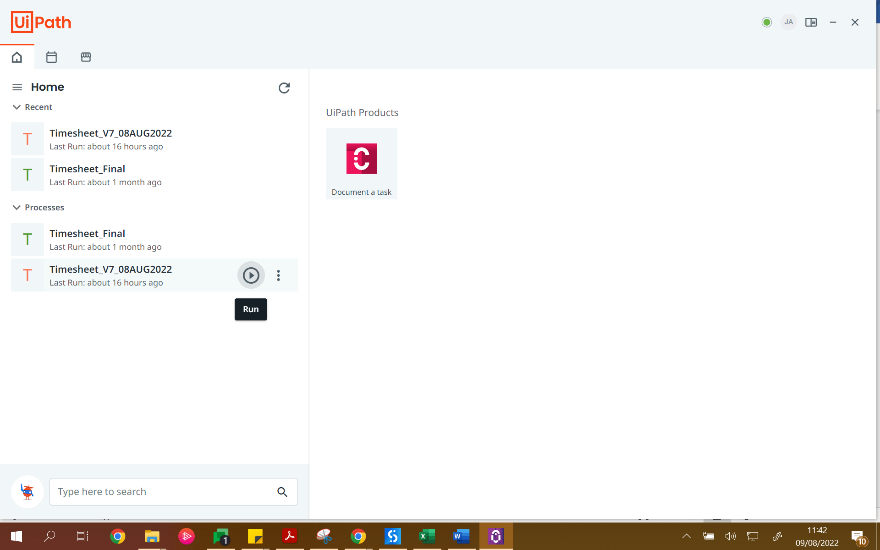 UiPath
JA
Home
Recent
T
Timesheet_V7_08AUG2022
Last Run: about 16 hours ago
T
Timesheet_Final
Last Run: about 1 month ago
Processes
T
Timesheet_Final
Last Run: about 1 month ago
T
Timesheet_V7_08AUG2022
Last Run: about 16 hours ago
Run
Type here to search
UiPath Products
C
Document a task
1
11:42
09/08/2022
10